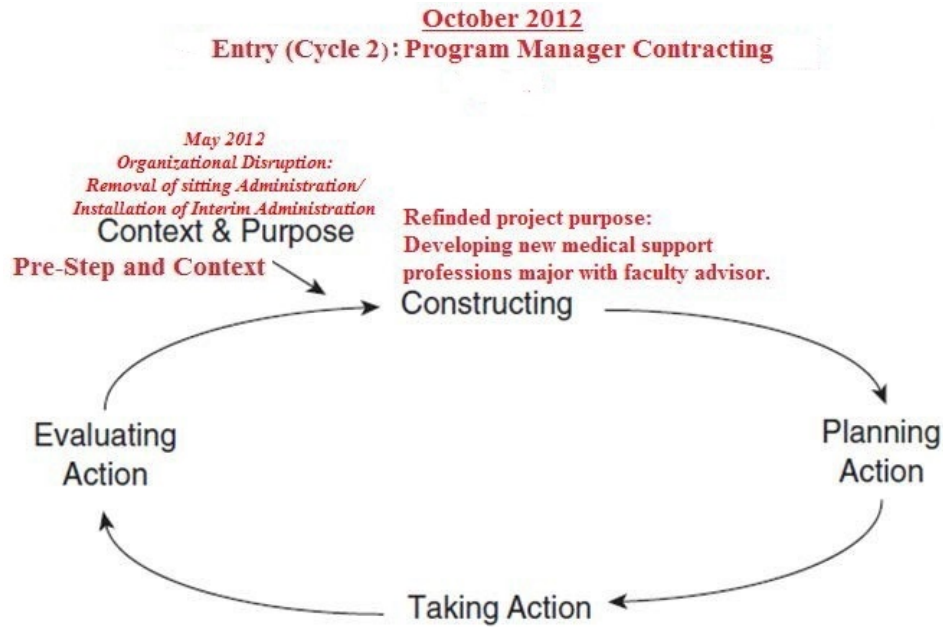 October 2012
Entry (Cycle 2): Program Manager Contracting
May 2012
Organizational Disruption:
Removal of sitting Administration/
Installation of Interim Administration
Context & Purpose
Pre-Step and Context
Refinded project purpose:
Developing new medical support
professions major with faculty advisor.
Constructing
Planning
Action
Taking Action
Evaluating
Action